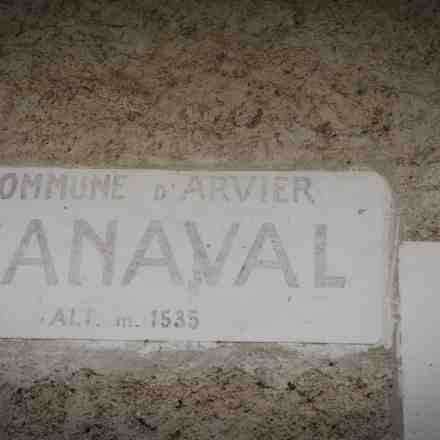 OMMUNE D'ARVIER
ANAVAL
ALT. m. 1535